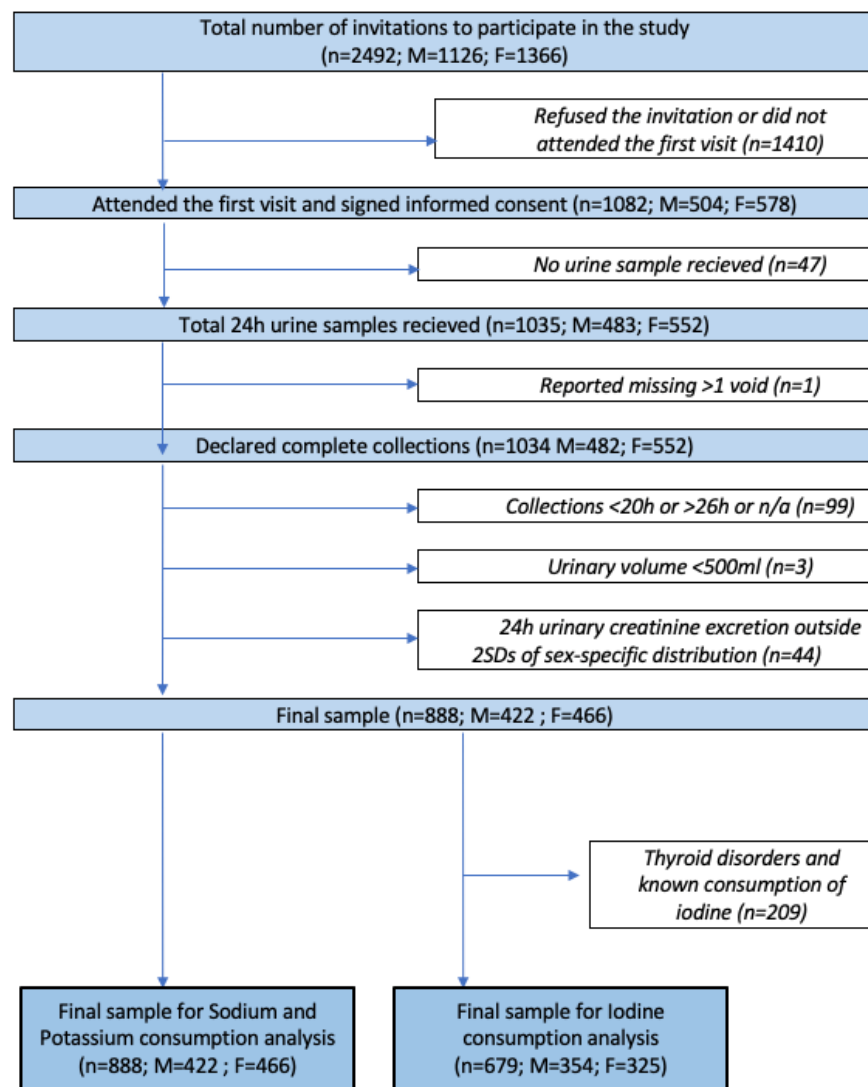 Total number of invitations to participate in the study
(n=2492; M=1126; F=1366)
Refused the invitation or did not
attended the first visit (n=1410)
Attended the first visit and signed informed consent (n=1082; M=504; F=578)
No urine sample recieved (n=47)
Total 24h urine samples recieved (n=1035; M=483; F=552)
Reported missing >1 void (n=1)
Declared complete collections (n=1034 M=482; F=552)
Collections <20h or >26h or n/a (n=99)
Urinary volume <500ml (n=3)
24h urinary creatinine excretion outside
2SDs of sex-specific distribution (n=44)
Final sample (n=888; M=422 ; F=466)
Thyroid disorders and
known consumption of
iodine (n=209)
Final sample for Sodium and
Potassium consumption analysis
(n=888; M=422 ; F=466)
Final sample for Iodine
consumption analysis
(n=679; M=354; F=325)